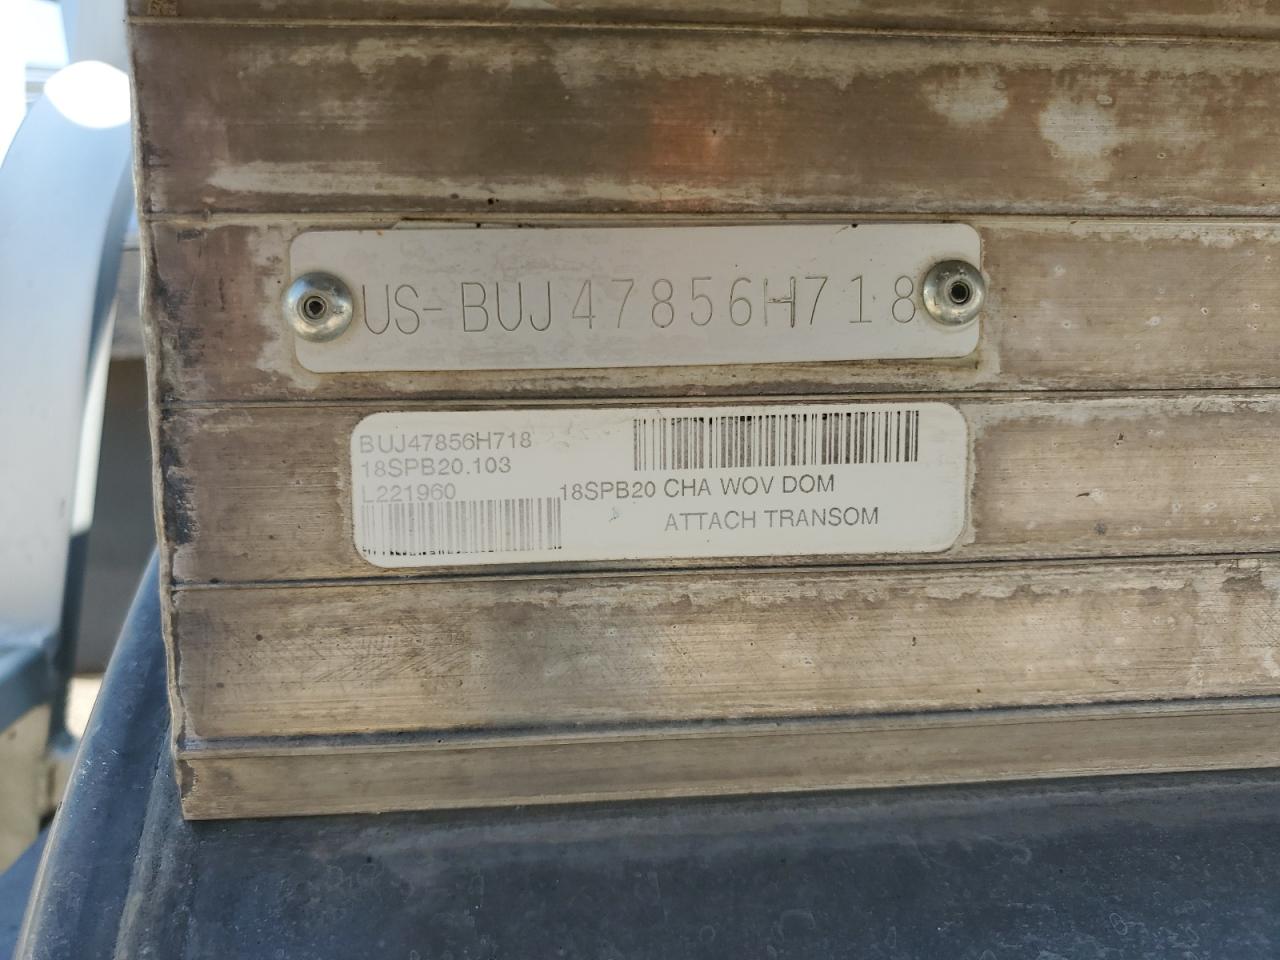 US-BUJ47856H718
BUJ47856H718
18SPB20.103
L221960
18SPB20 CHA WOV DOM
ATTACH TRANSOM